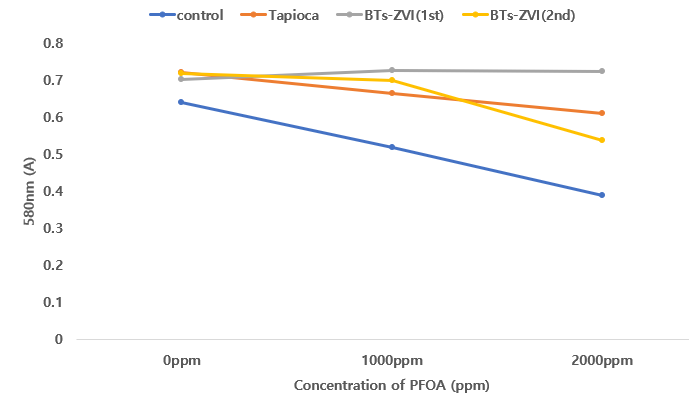 control Tapioca BTs-ZVI(1st) BTs-ZVI(2nd)
0.8
0.7
0.6
0.5
0.4
0.3
0.2
0.1
0
580nm (A)
0ppm 1000ppm 2000ppm
Concentration of PFOA (ppm)